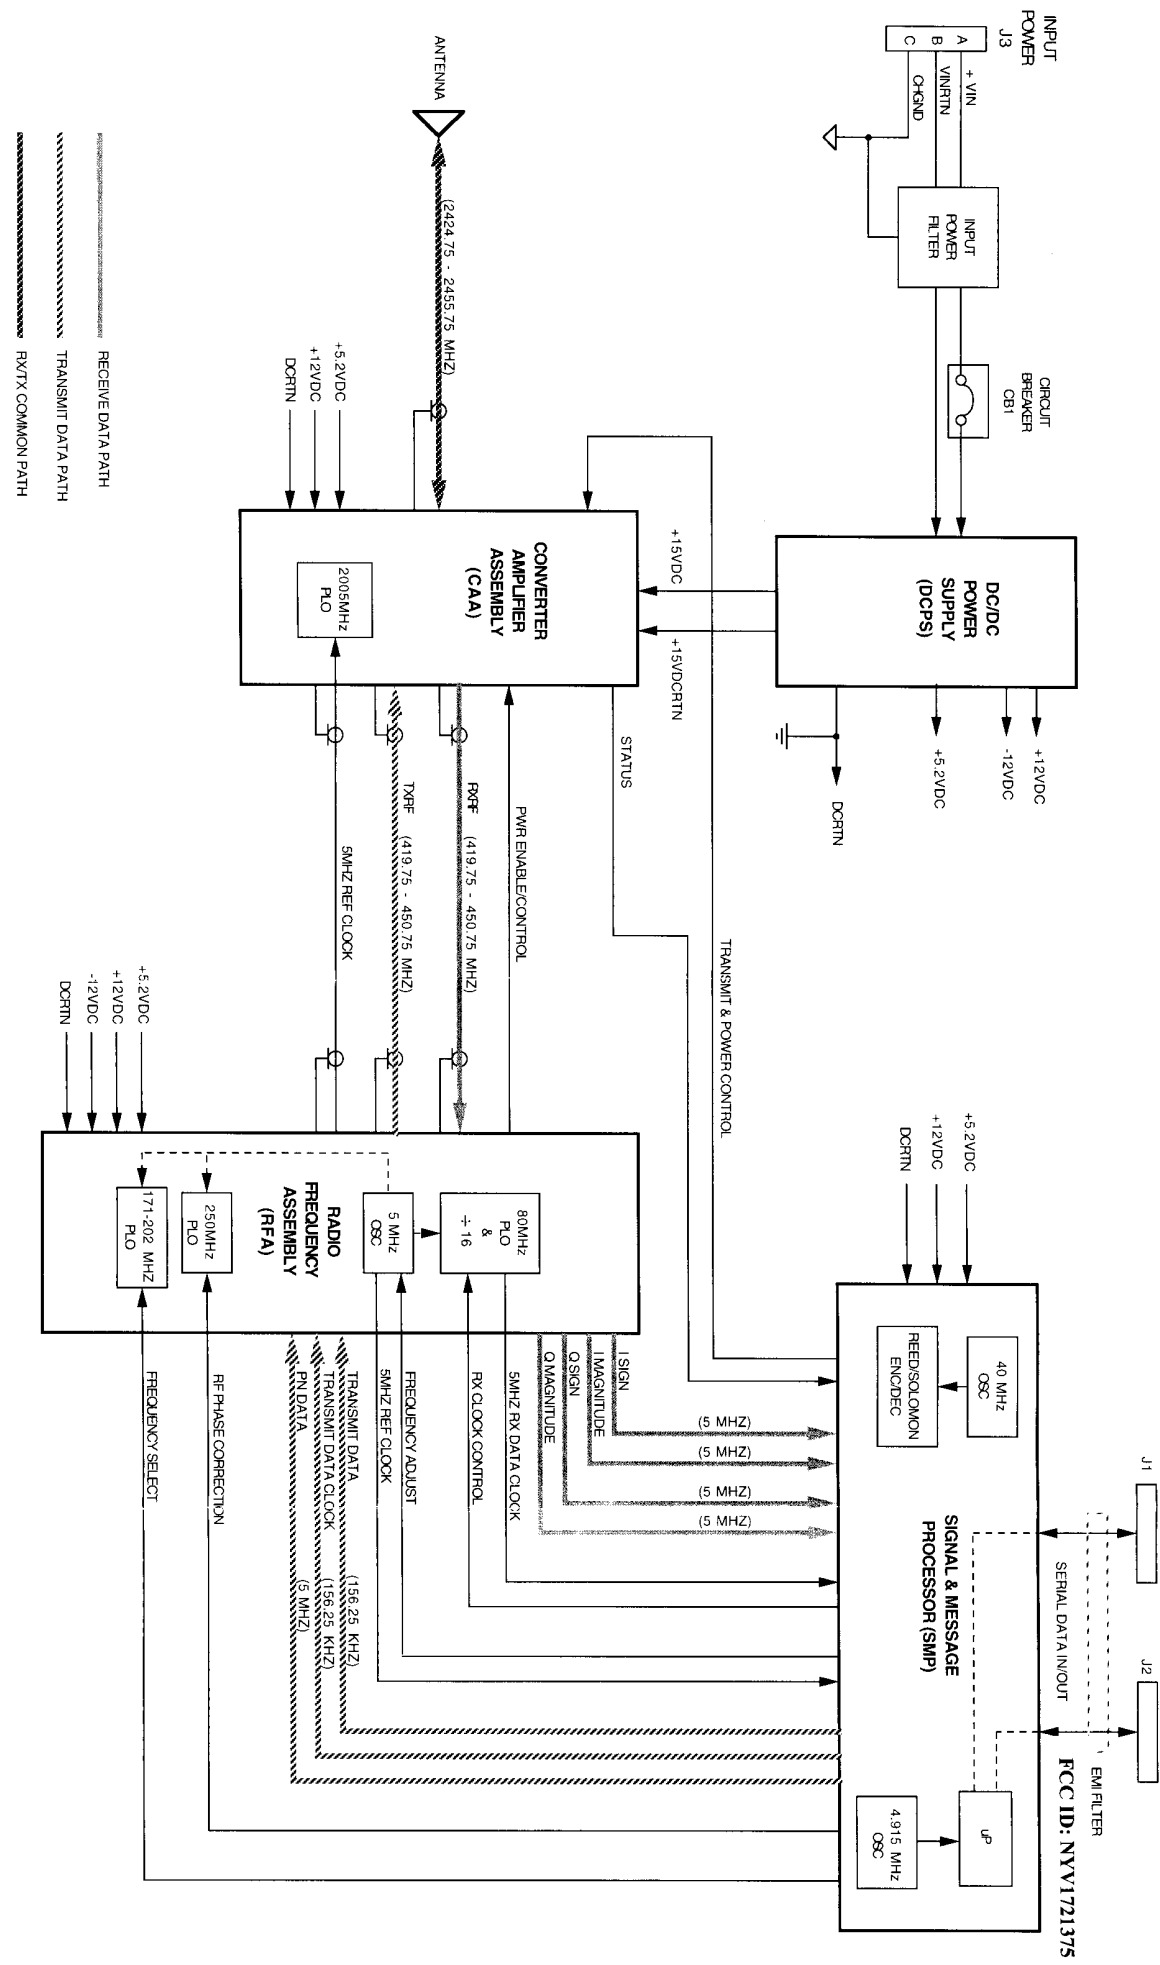 INPUT
POWER
J3
A
B
C
+ VIN
VINRTN
CHGND
INPUT
POWER
FILTER
CIRCUIT
BREAKER
CB1
DC/DC
POWER
SUPPLY
(DCPS)
+12VDC
-12VDC
+5.2VDC
DCRTN
ANTENNA
(2424.75 - 2455.75 MHZ)
+5.2VDC
+12VDC
DCRTN
+15VDC
+15VDCRTN
CONVERTER
AMPLIFIER
ASSEMBLY
(CAA)
2005MHz
PLO
STATUS
TRANSMIT & POWER CONTROL
PWR ENABLE/CONTROL
RXRF (419.75 - 450.75 MHZ)
TXRF (419.75 - 450.75 MHZ)
5MHZ REF CLOCK
+5.2VDC
+12VDC
-12VDC
DCRTN
80MHz
PLO
&
÷ 16
5 MHz
OSC
RADIO
FREQUENCY
ASSEMBLY
(RFA)
250MHz
PLO
171-202 MHZ
PLO
I SIGN
I MAGNITUDE
Q SIGN
Q MAGNITUDE
(5 MHZ)
(5 MHZ)
(5 MHZ)
(5 MHZ)
5MHZ RX DATA CLOCK
RX CLOCK CONTROL
FREQUENCY ADJUST
5MHZ REF CLOCK
TRANSMIT DATA (156.25 KHZ)
TRANSMIT DATA CLOCK (156.25 KHZ)
PN DATA (5 MHZ)
RF PHASE CORRECTION
FREQUENCY SELECT
+5.2VDC
+12VDC
DCRTN
40 MHz
OSC
REED/SOLOMON
ENC/DEC
SIGNAL & MESSAGE
PROCESSOR (SMP)
uP
4.915 MHz
OSC
J1
J2
SERIAL DATA IN/OUT
EMI FILTER
FCC ID: NYV1721375
RECEIVE DATA PATH
TRANSMIT DATA PATH
RX/TX COMMON PATH